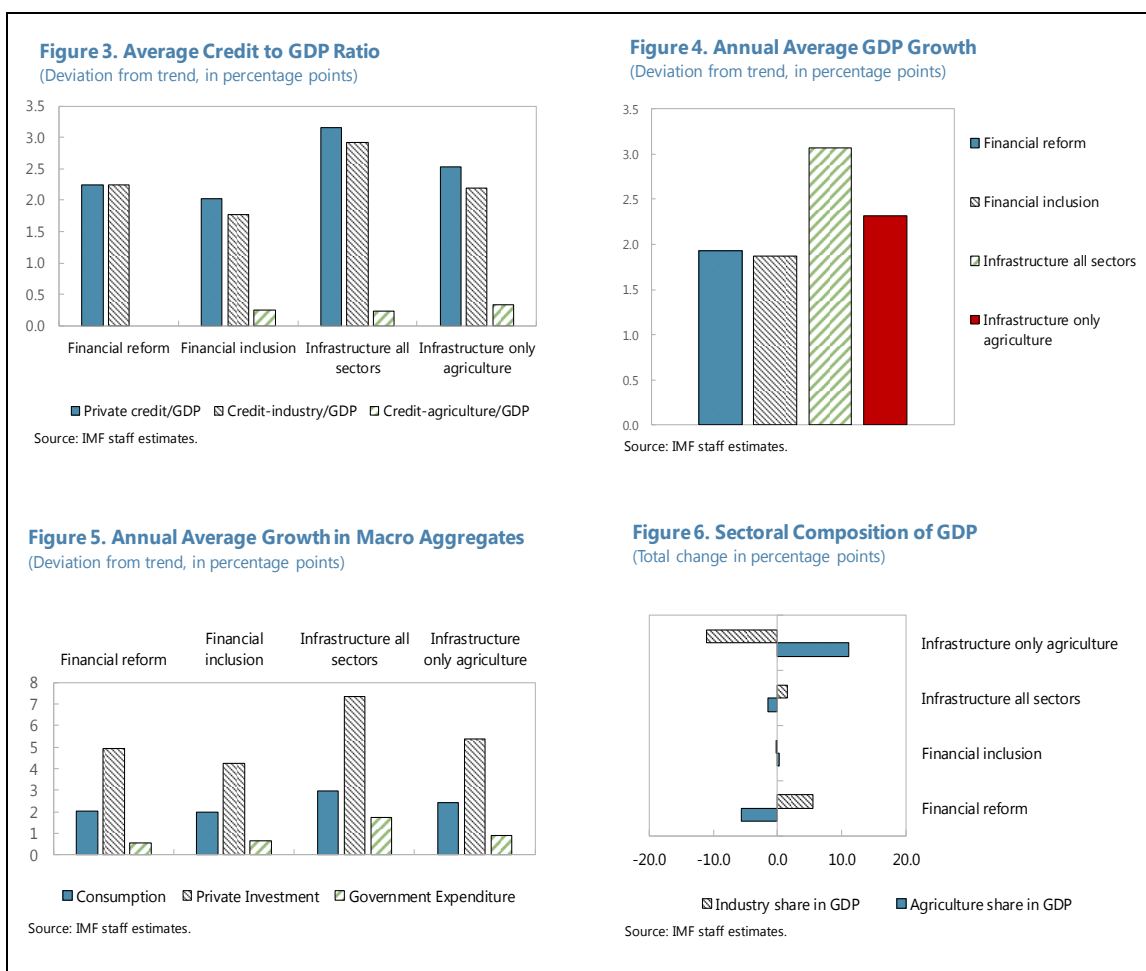 Figure 3. Average Credit to GDP Ratio
(Deviation from trend, in percentage points)
3.5
3.0
2.5
2.0
1.5
1.0
0.5
0.0
Financial reform
Financial inclusion
Infrastructure all
sectors
Infrastructure only
agriculture
Private credit/GDP
Credit-industry/GDP
Credit-agriculture/GDP
Source: IMF staff estimates.
Figure 4. Annual Average GDP Growth
(Deviation from trend, in percentage points)
3.5
3.0
2.5
2.0
1.5
1.0
0.5
0.0
Financial reform
Financial inclusion
Infrastructure all sectors
Infrastructure only
agriculture
Source: IMF staff estimates.
Figure 5. Annual Average Growth in Macro Aggregates
(Deviation from trend, in percentage points)
Financial reform
Financial
inclusion
Infrastructure all
sectors
Infrastructure
only agriculture
8
7
6
5
4
3
2
1
0
Consumption
Private Investment
Government Expenditure
Source: IMF staff estimates.
Figure 6. Sectoral Composition of GDP
(Total change in percentage points)
Infrastructure only agriculture
Infrastructure all sectors
Financial inclusion
Financial reform
-20.0
-10.0
0.0
10.0
20.0
Industry share in GDP
Agriculture share in GDP
Source: IMF staff estimates.